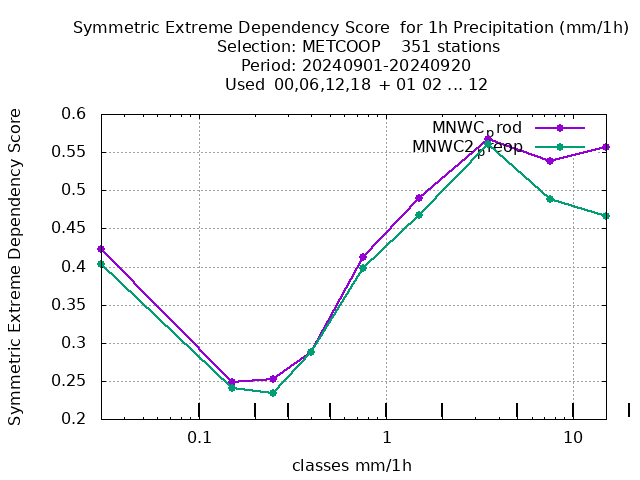 Symmetric Extreme Dependency Score  for 1h Precipitation (mm/1h)
Selection: METCOOP    351 stations
Period: 20240901-20240920
Used  00,06,12,18 + 01 02 ... 12
Symmetric Extreme Dependency Score
0.6
0.55
0.5
0.45
0.4
0.35
0.3
0.25
0.2
MNWC_prod
MNWC2_preop
0.1 1 10
classes mm/1h